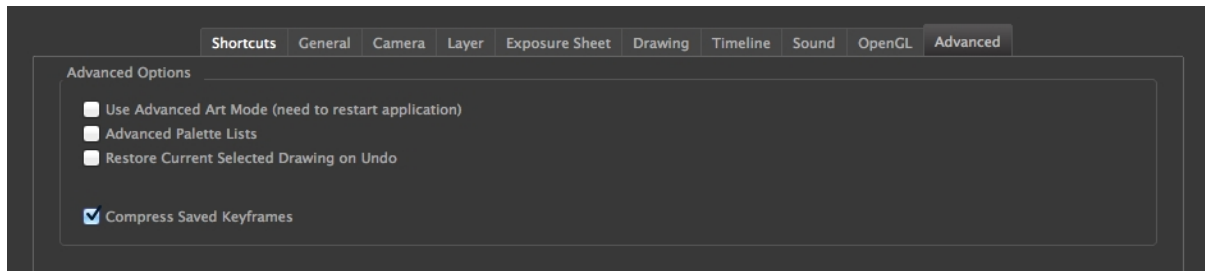 Shortcuts General Camera Layer Exposure Sheet Drawing Timeline Sound OpenGL Advanced
Advanced Options
Use Advanced Art Mode (need to restart application)
Advanced Palette Lists
Restore Current Selected Drawing on Undo
Compress Saved Keyframes